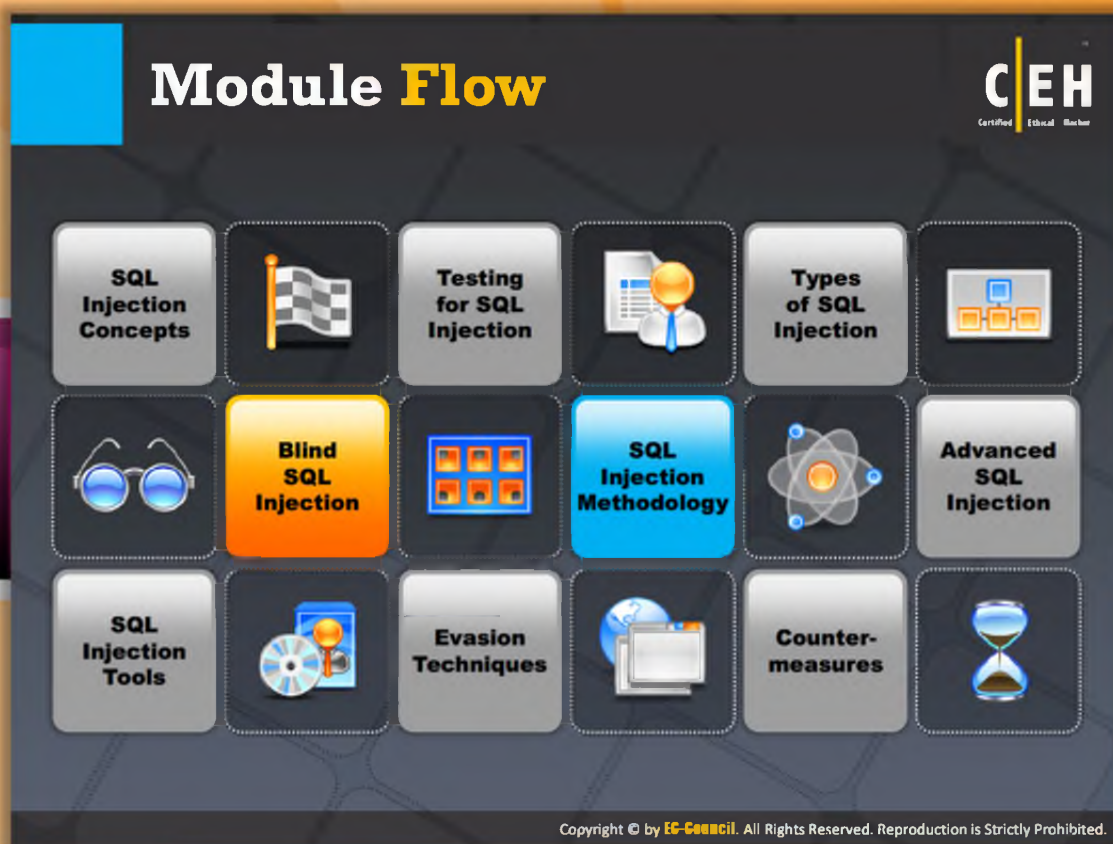 Module Flow
C EH
Certified Ethical Hacker
SQL
Injection
Concepts
Testing
for SQL
Injection
Types
of SQL
Injection
Blind
SQL
Injection
SQL
Injection
Methodology
Advanced
SQL
Injection
SQL
Injection
Tools
Evasion
Techniques
Counter-
measures
Copyright © by EC-Council. All Rights Reserved. Reproduction is Strictly Prohibited.